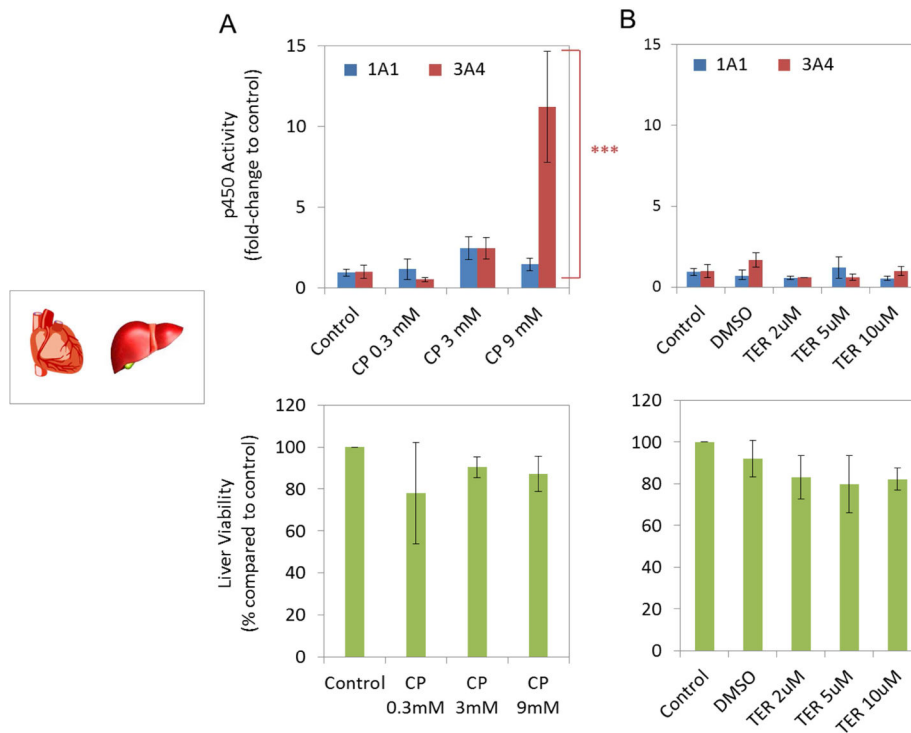 A
p450 Activity
(fold-change to control)
15
10
5
0
1A1
3A4
***
Control
CP 0.3 mM
CP 3 mM
CP 9 mM
B
15
10
5
0
1A1
3A4
Control
DMSO
TER 2uM
TER 5uM
TER 10uM
Liver Viability
(% compared to control)
120
100
80
60
40
20
0
Control
CP
0.3mM
CP
3mM
CP
9mM
120
100
80
60
40
20
0
Control
DMSO
TER 2uM
TER 5uM
TER 10uM